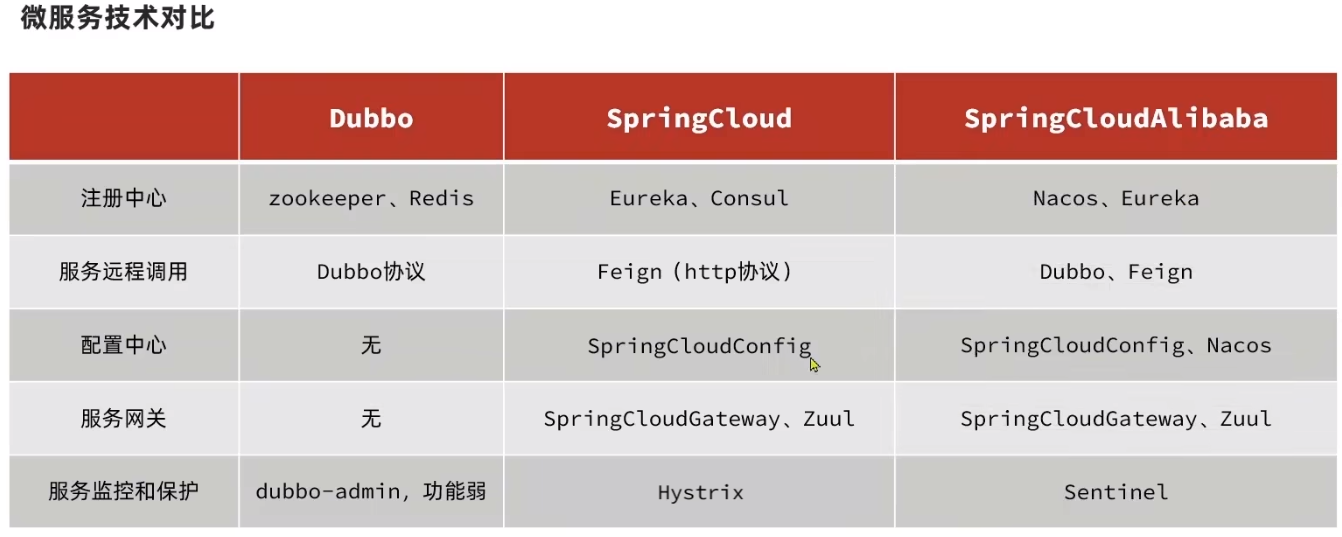 微服务技术对比
Dubbo SpringCloud SpringCloudAlibaba
注册中心 zookeeper、Redis Eureka、Consul Nacos、Eureka
服务远程调用 Dubbo协议 Feign（http协议） Dubbo、Feign
配置中心 无 SpringCloudConfig SpringCloudConfig、Nacos
服务网关 无 SpringCloudGateway、Zuul SpringCloudGateway、Zuul
服务监控和保护 dubbo-admin，功能弱 Hystrix Sentinel